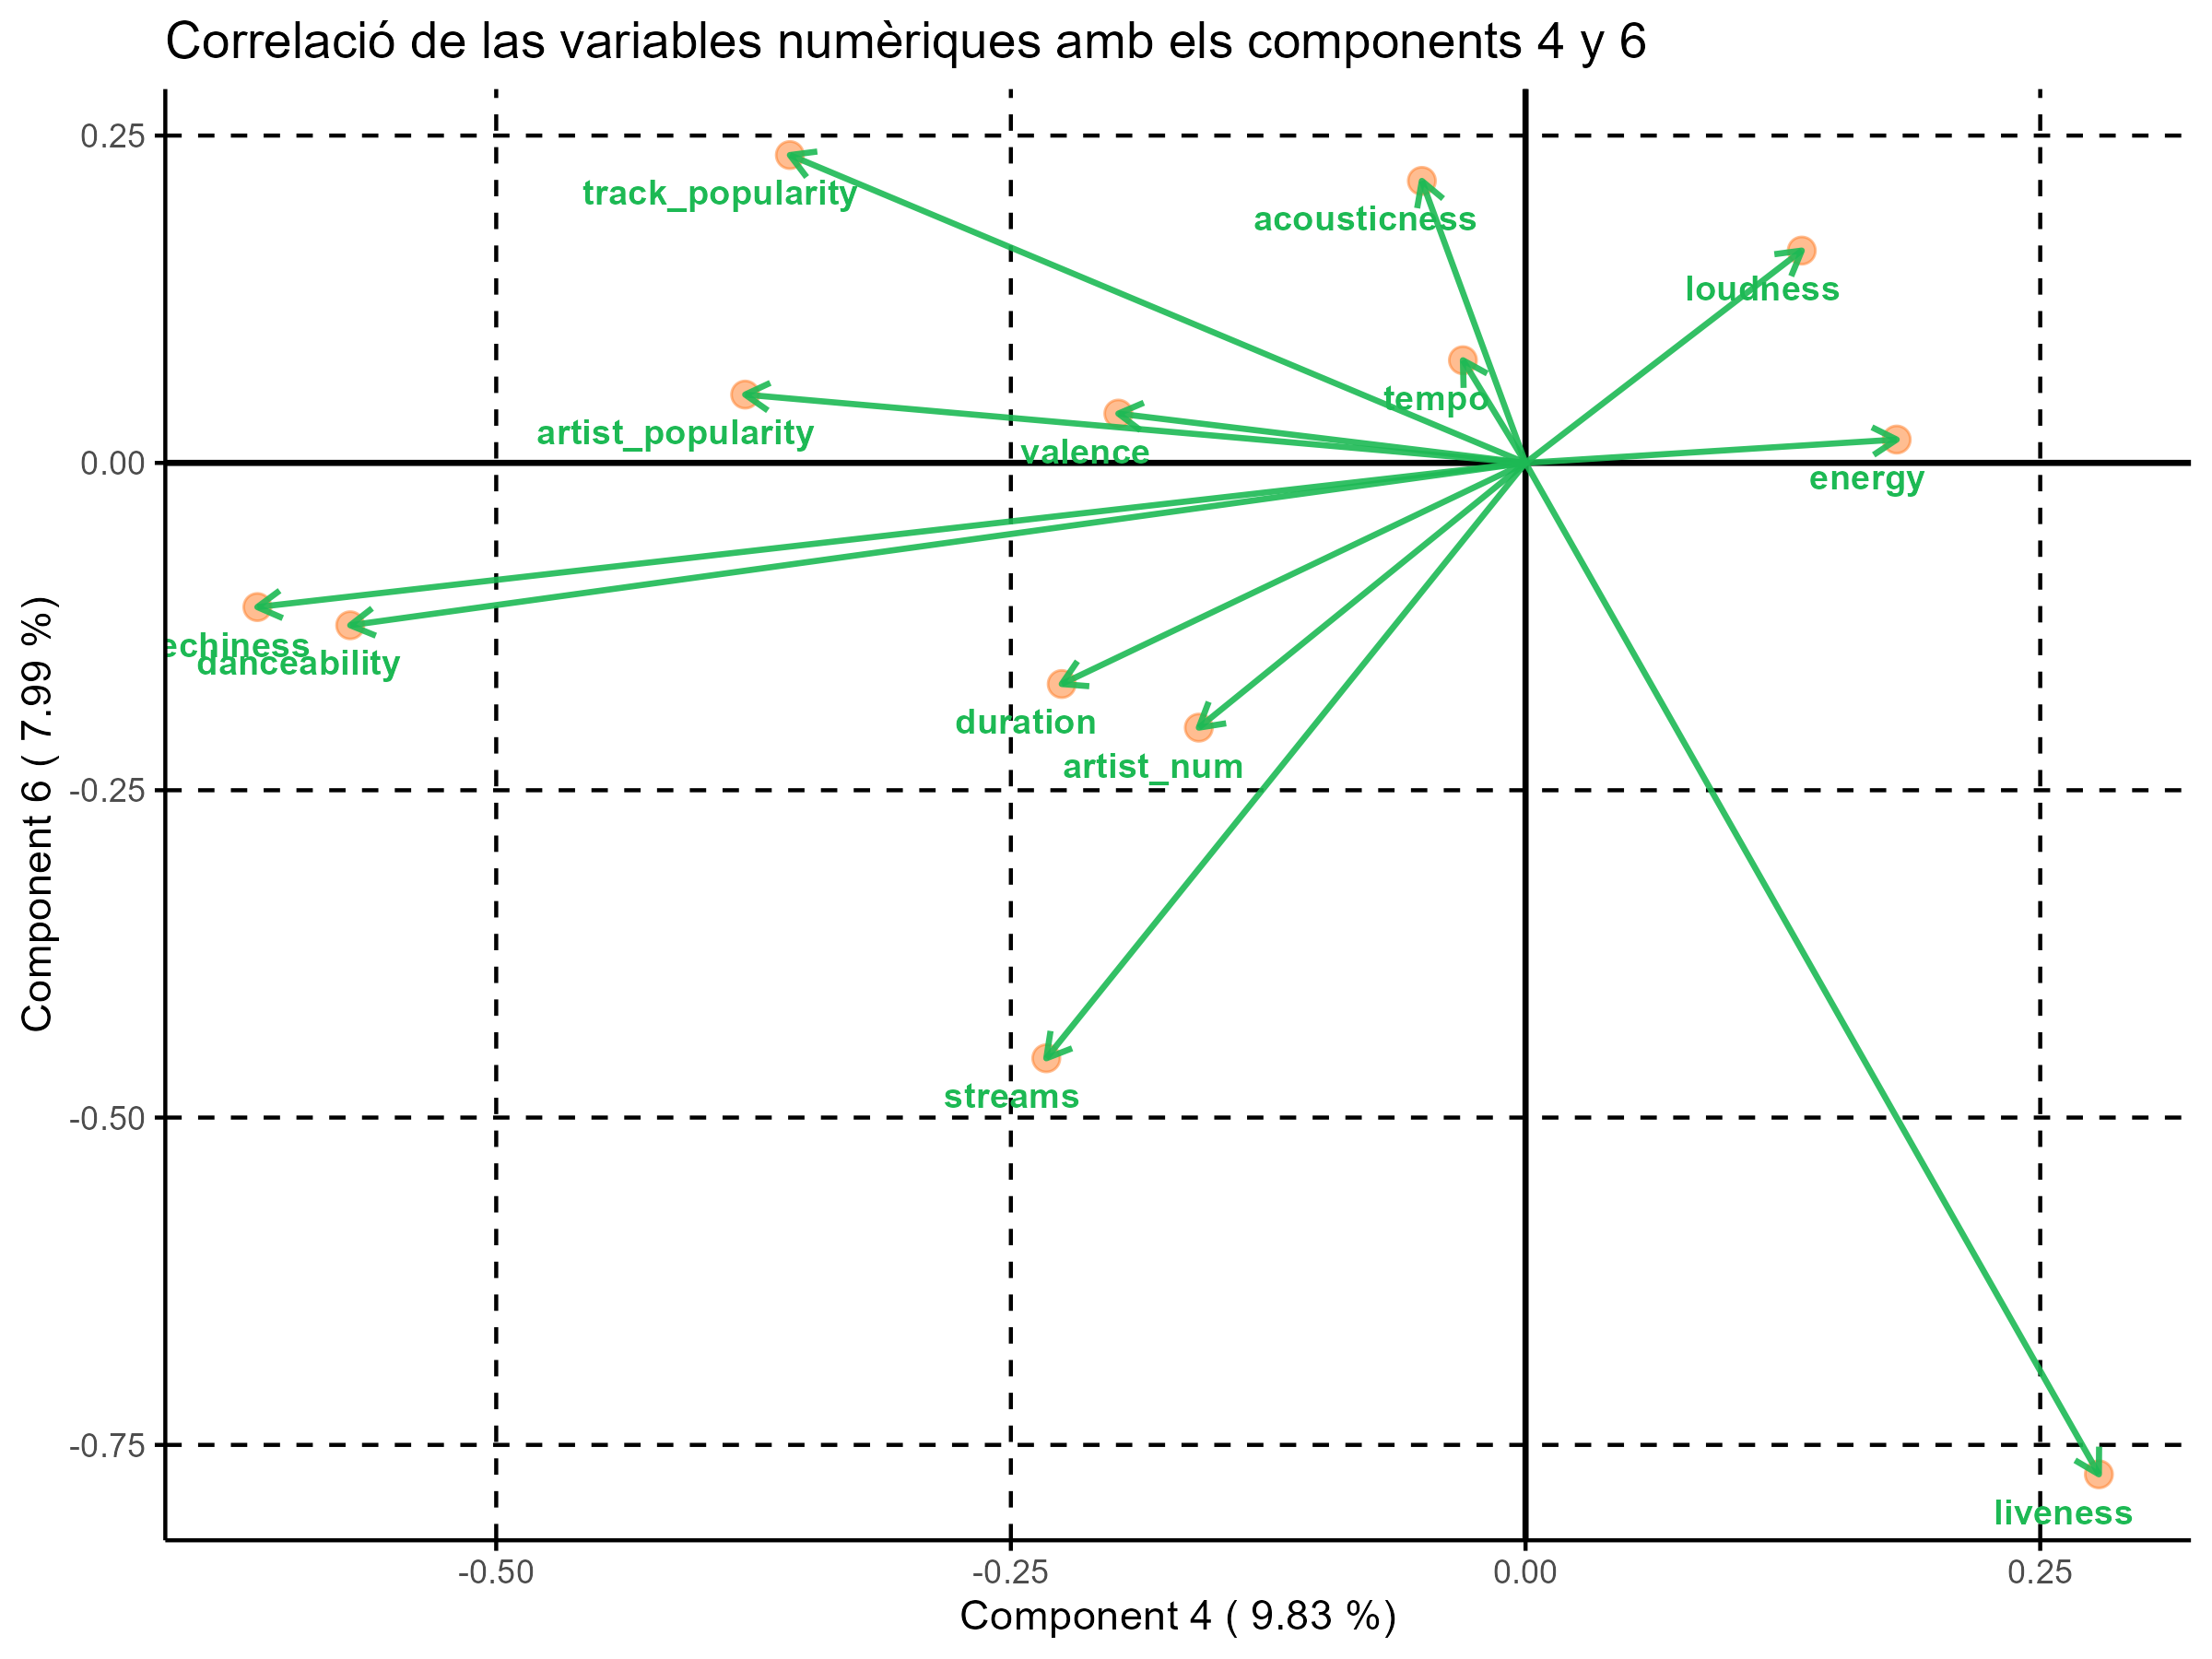 Correlació de las variables numèriques amb els components 4 y 6
0.25
track_popularity
acousticness
loudness
tempo
artist_popularity
valence
0.00
energy
echiness
danceability
duration
artist_num
-0.25
Component 6 ( 7.99 %)
streams
-0.50
-0.75
liveness
-0.50
-0.25
0.00
0.25
Component 4 ( 9.83 %)